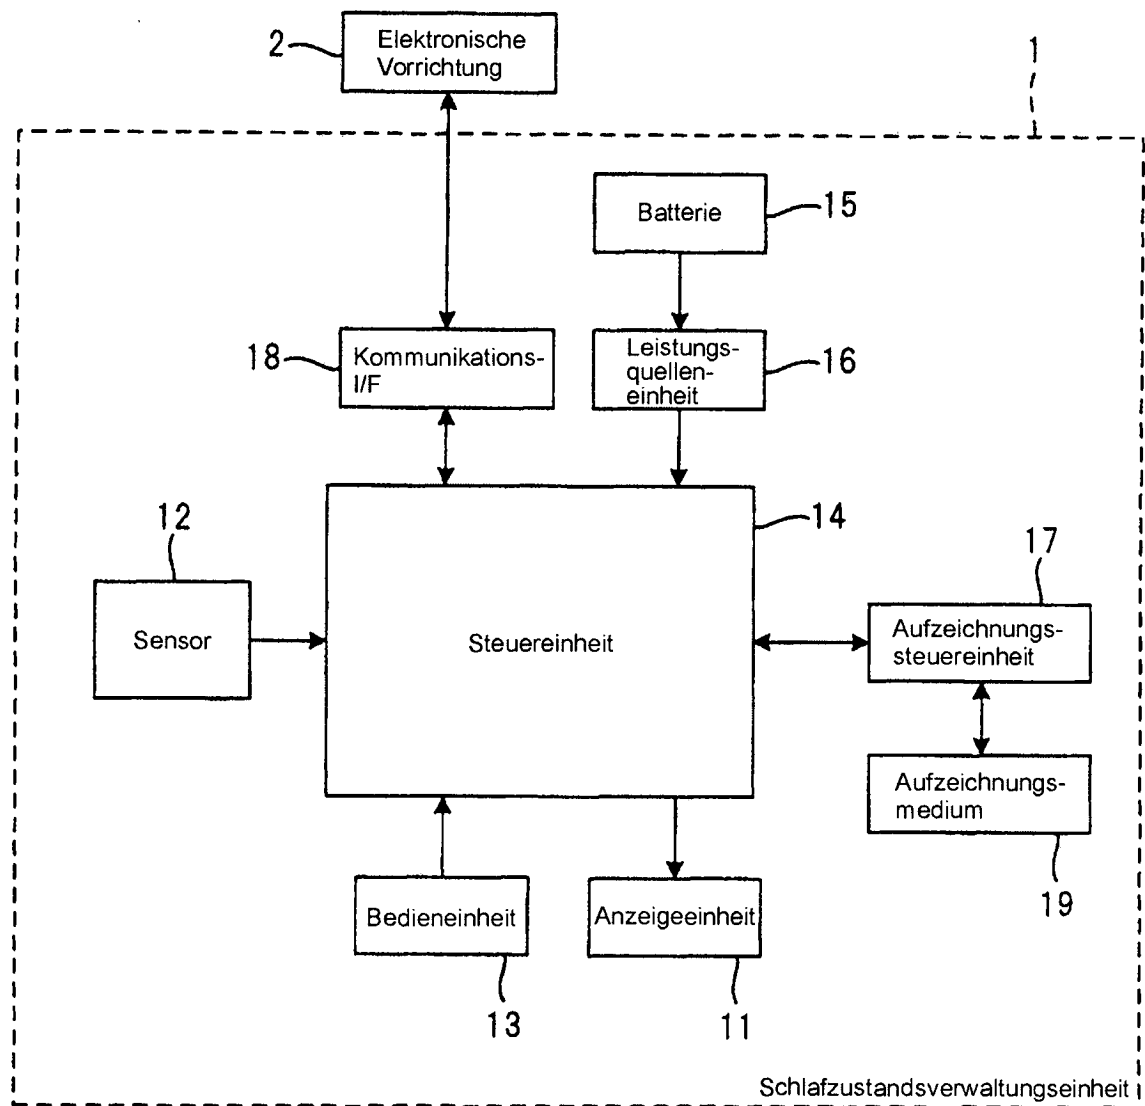 2
Elektronische
Vorrichtung
1
Batterie
15
18
Kommunikations-
I/F
Leistungs-
quellen-
einheit
16
12
14
17
Sensor
Steuereinheit
Aufzeichnungs-
steuereinheit
Aufzeichnungs-
medium
19
Bedieneinheit
Anzeigeeinheit
13
11
Schlafzustandsverwaltungseinheit